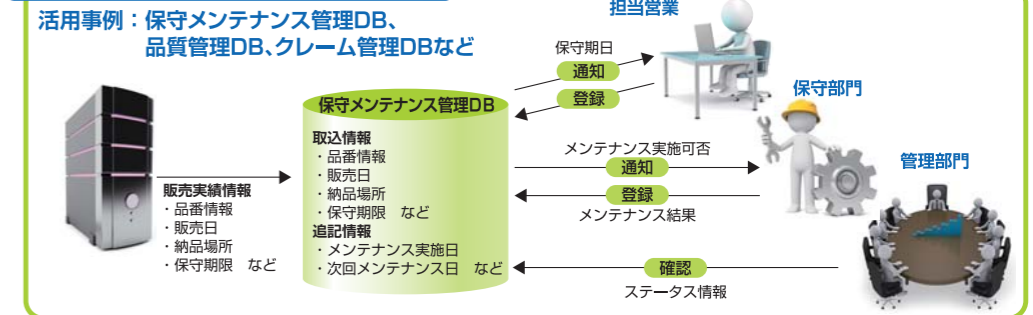 活用事例：保守メンテナンス管理DB、
品質管理DB、クレーム管理DBなど
担当営業
保守期日
通知
登録
保守部門
保守メンテナンス管理DB
取込情報
・品番情報
・販売日
・納品場所
・保守期限　など
追記情報
・メンテナンス実施日
・次回メンテナンス日　など
販売実績情報
・品番情報
・販売日
・納品場所
・保守期限　など
メンテナンス実施可否
通知
登録
メンテナンス結果
管理部門
確認
ステータス情報